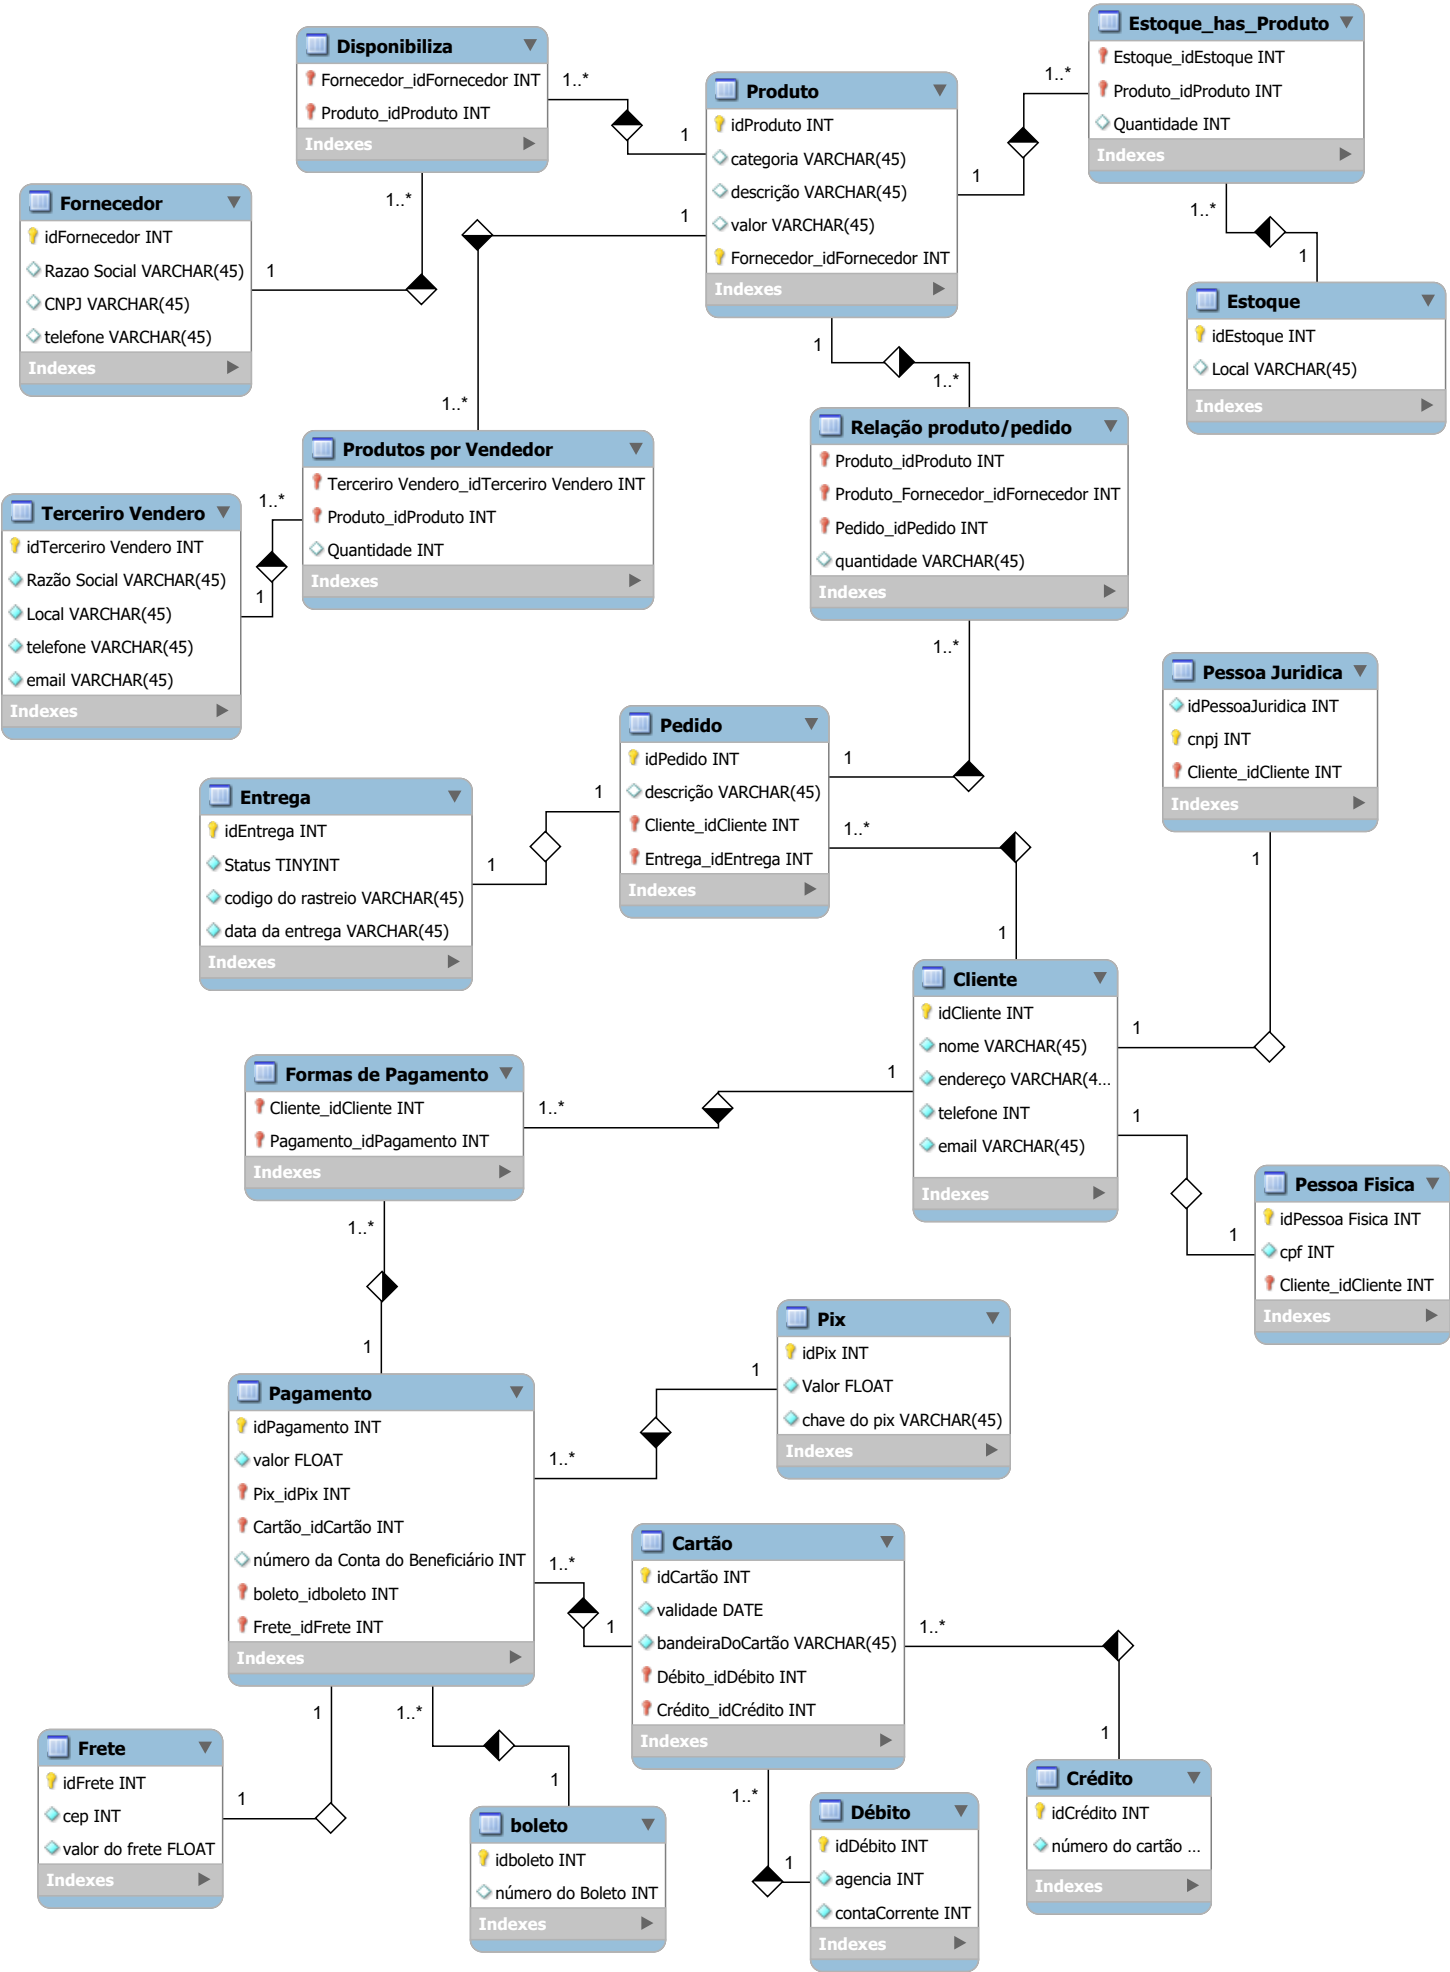 Disponibiliza
Fornecedor_idFornecedor INT
Produto_idProduto INT
Indexes
1..*
1..*
Produto
idProduto INT
categoria VARCHAR(45)
descrição VARCHAR(45)
valor VARCHAR(45)
Fornecedor_idFornecedor INT
Indexes
1
1
1
1
Estoque_has_Produto
Estoque_idEstoque INT
Produto_idProduto INT
Quantidade INT
Indexes
1..*
1..*
Fornecedor
idFornecedor INT
Razao Social VARCHAR(45)
CNPJ VARCHAR(45)
telefone VARCHAR(45)
Indexes
1
Estoque
idEstoque INT
Local VARCHAR(45)
Indexes
1
Produtos por Vendedor
Terceriro Vendero_idTerceriro Vendero INT
Produto_idProduto INT
Quantidade INT
Indexes
1..*
1..*
Relação produto/pedido
Produto_idProduto INT
Produto_Fornecedor_idFornecedor INT
Pedido_idPedido INT
quantidade VARCHAR(45)
Indexes
1..*
1..*
Terceriro Vendero
idTerceriro Vendero INT
Razão Social VARCHAR(45)
Local VARCHAR(45)
telefone VARCHAR(45)
email VARCHAR(45)
Indexes
1
Pessoa Juridica
idPessoaJuridica INT
cnpj INT
Cliente_idCliente INT
Indexes
1
Pedido
idPedido INT
descrição VARCHAR(45)
Cliente_idCliente INT
Entrega_idEntrega INT
Indexes
1
1
1..*
Entrega
idEntrega INT
Status TINYINT
codigo do rastreio VARCHAR(45)
data da entrega VARCHAR(45)
Indexes
1
Cliente
idCliente INT
nome VARCHAR(45)
endereço VARCHAR(4...
telefone INT
email VARCHAR(45)
Indexes
1
1
1
1
Formas de Pagamento
Cliente_idCliente INT
Pagamento_idPagamento INT
Indexes
1..*
1..*
Pessoa Fisica
idPessoa Fisica INT
cpf INT
Cliente_idCliente INT
Indexes
1
Pix
idPix INT
Valor FLOAT
chave do pix VARCHAR(45)
Indexes
1
Pagamento
idPagamento INT
valor FLOAT
Pix_idPix INT
Cartão_idCartão INT
número da Conta do Beneficiário INT
boleto_idboleto INT
Frete_idFrete INT
Indexes
1
1..*
1..*
1
1..*
Cartão
idCartão INT
validade DATE
bandeiraDoCartão VARCHAR(45)
Débito_idDébito INT
Crédito_idCrédito INT
Indexes
1
1..*
1..*
Frete
idFrete INT
cep INT
valor do frete FLOAT
Indexes
1
boleto
idboleto INT
número do Boleto INT
Indexes
1
Débito
idDébito INT
agencia INT
contaCorrente INT
Indexes
1
Crédito
idCrédito INT
número do cartão ...
Indexes
1